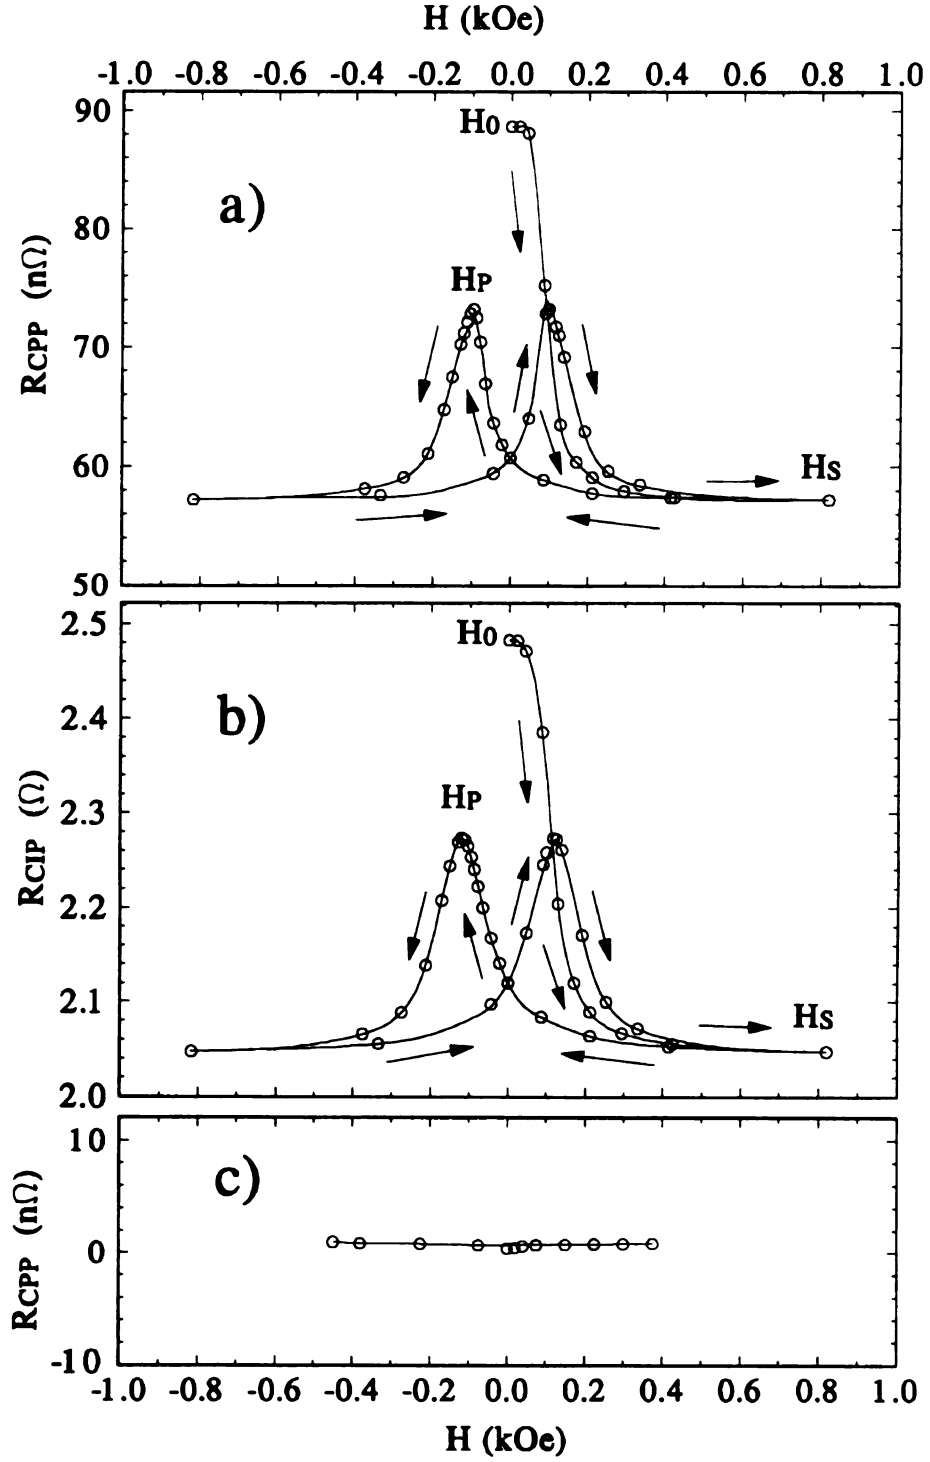 H (kOe)
-1.0 -0.8 -0.6 -0.4 -0.2 0.0 0.2 0.4 0.6 0.8 1.0
90
80
70
60
50
RCPP (nΩ)
a)
H0
HP
HS
2.5
2.4
2.3
2.2
2.1
2.0
RCIP (Ω)
b)
H0
HP
HS
10
0
-10
RCPP (nΩ)
c)
-1.0 -0.8 -0.6 -0.4 -0.2 0.0 0.2 0.4 0.6 0.8 1.0
H (kOe)